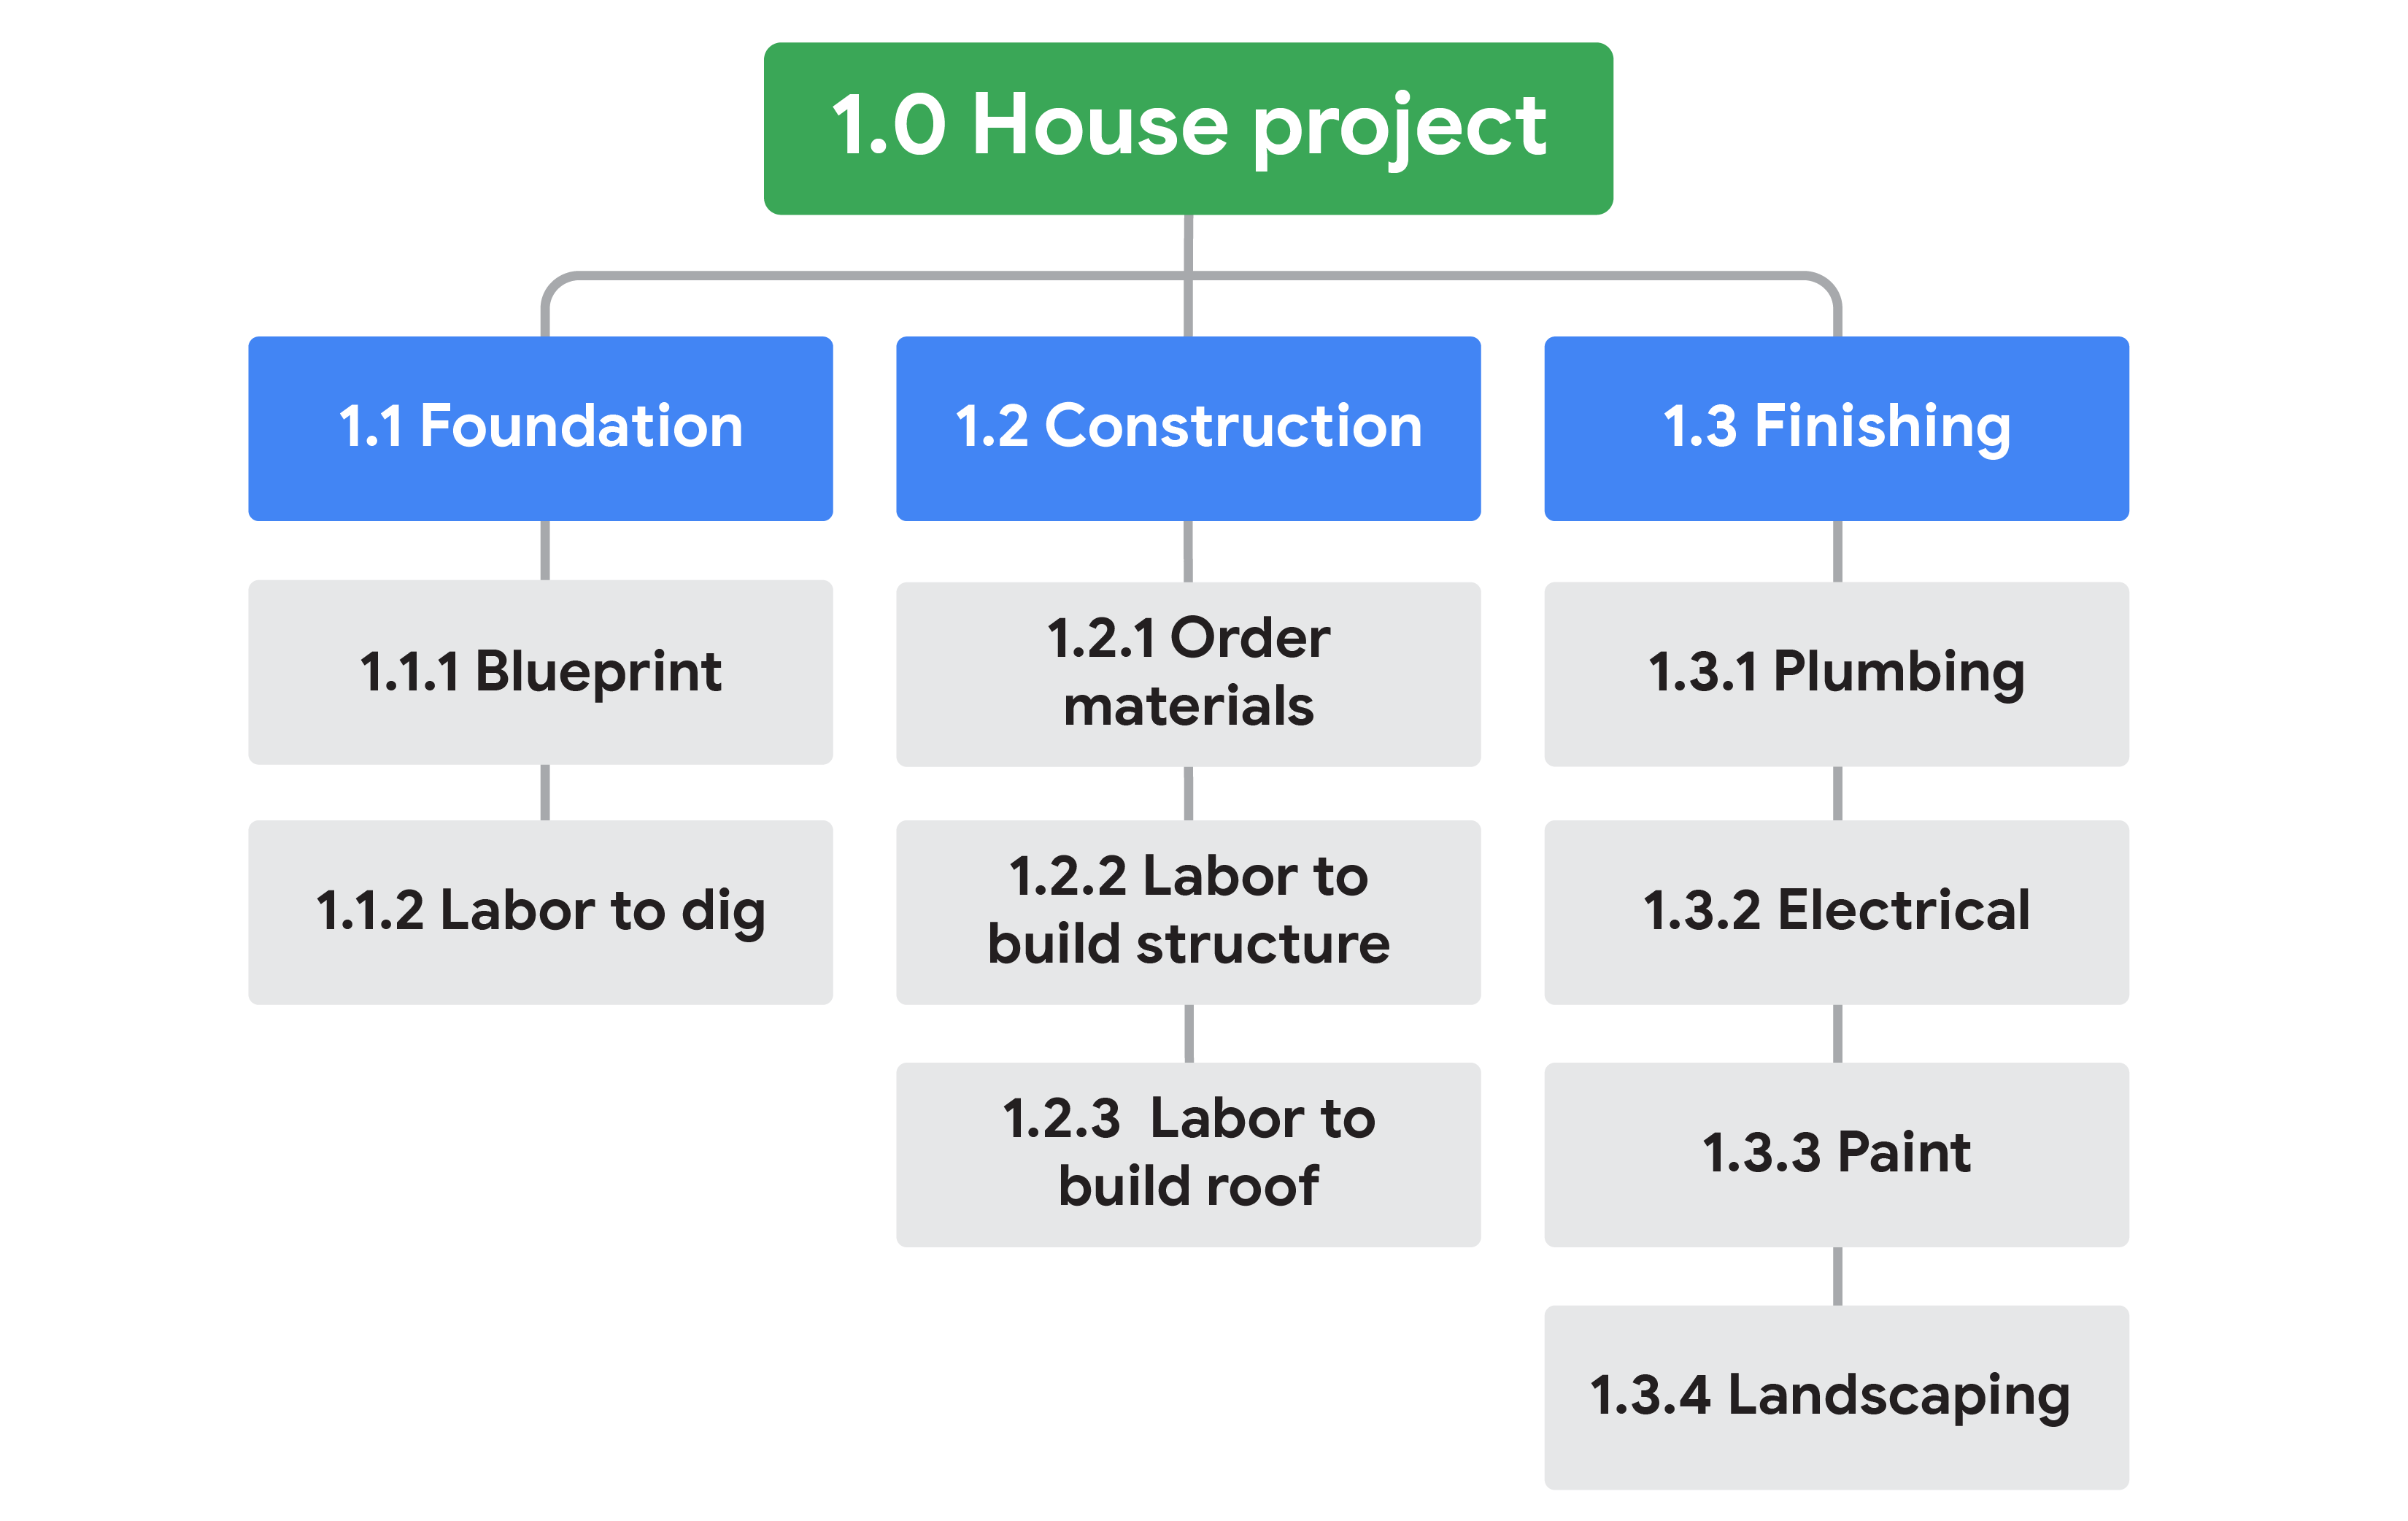 1.0 House project
1.1 Foundation
1.2 Construction
1.3 Finishing
1.1.1 Blueprint
1.2.1 Order
materials
1.3.1 Plumbing
1.1.2 Labor to dig
1.2.2 Labor to
build structure
1.3.2 Electrical
1.2.3 Labor to
build roof
1.3.3 Paint
1.3.4 Landscaping